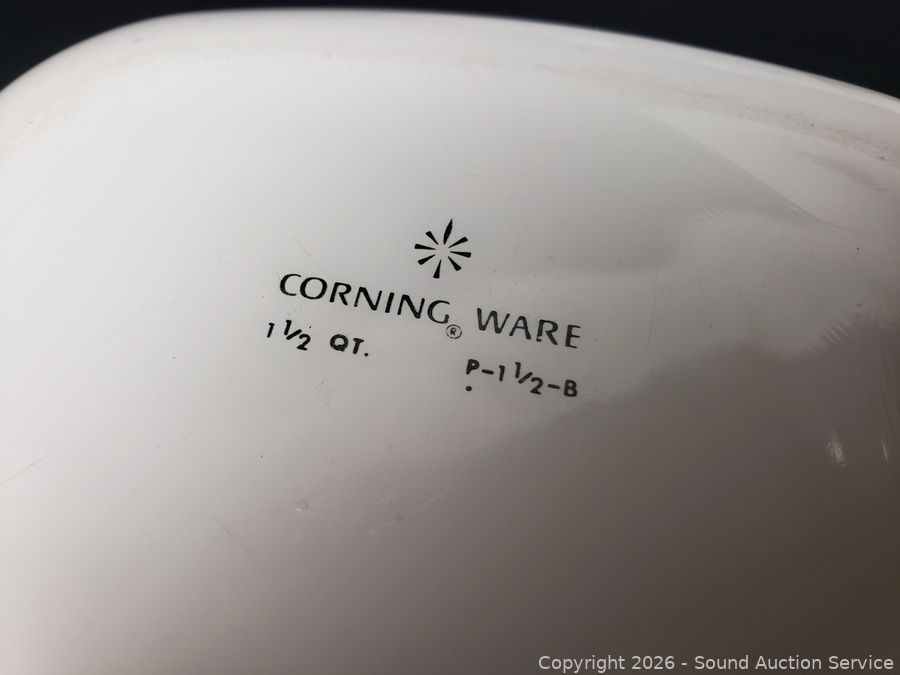 CORNING® WARE
1½ QT. P-1½-B
Copyright 2026 - Sound Auction Service